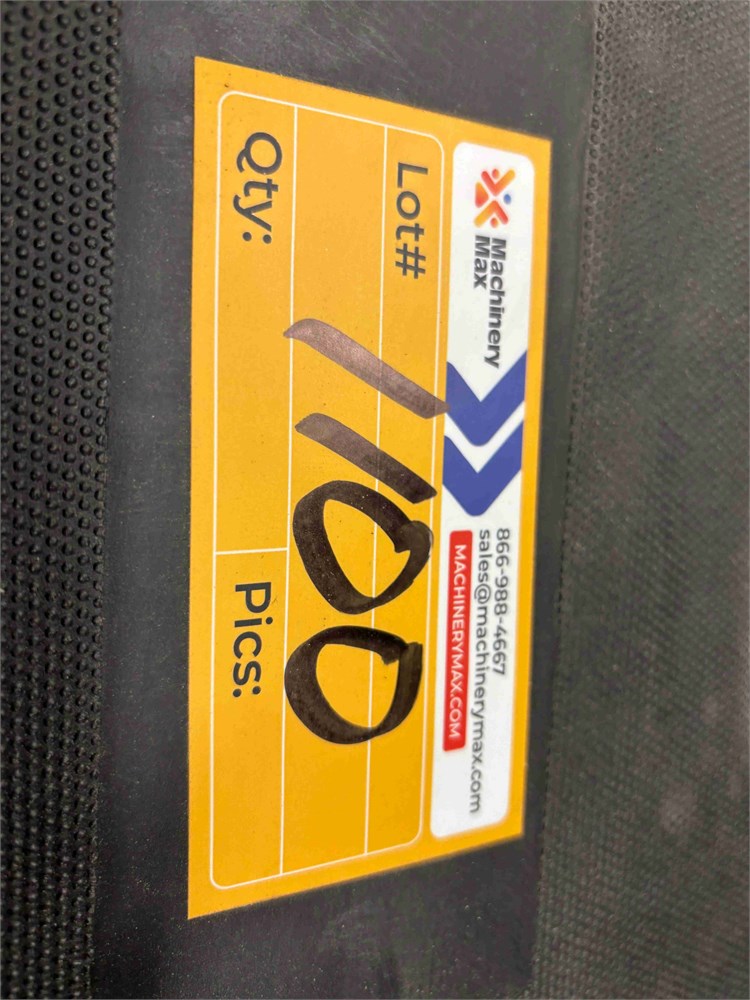 Machinery
Max
866-988-4667
sales@machinerymax.com
MACHINERYMAX.COM
Lot#
1100
Qty:
Pics: